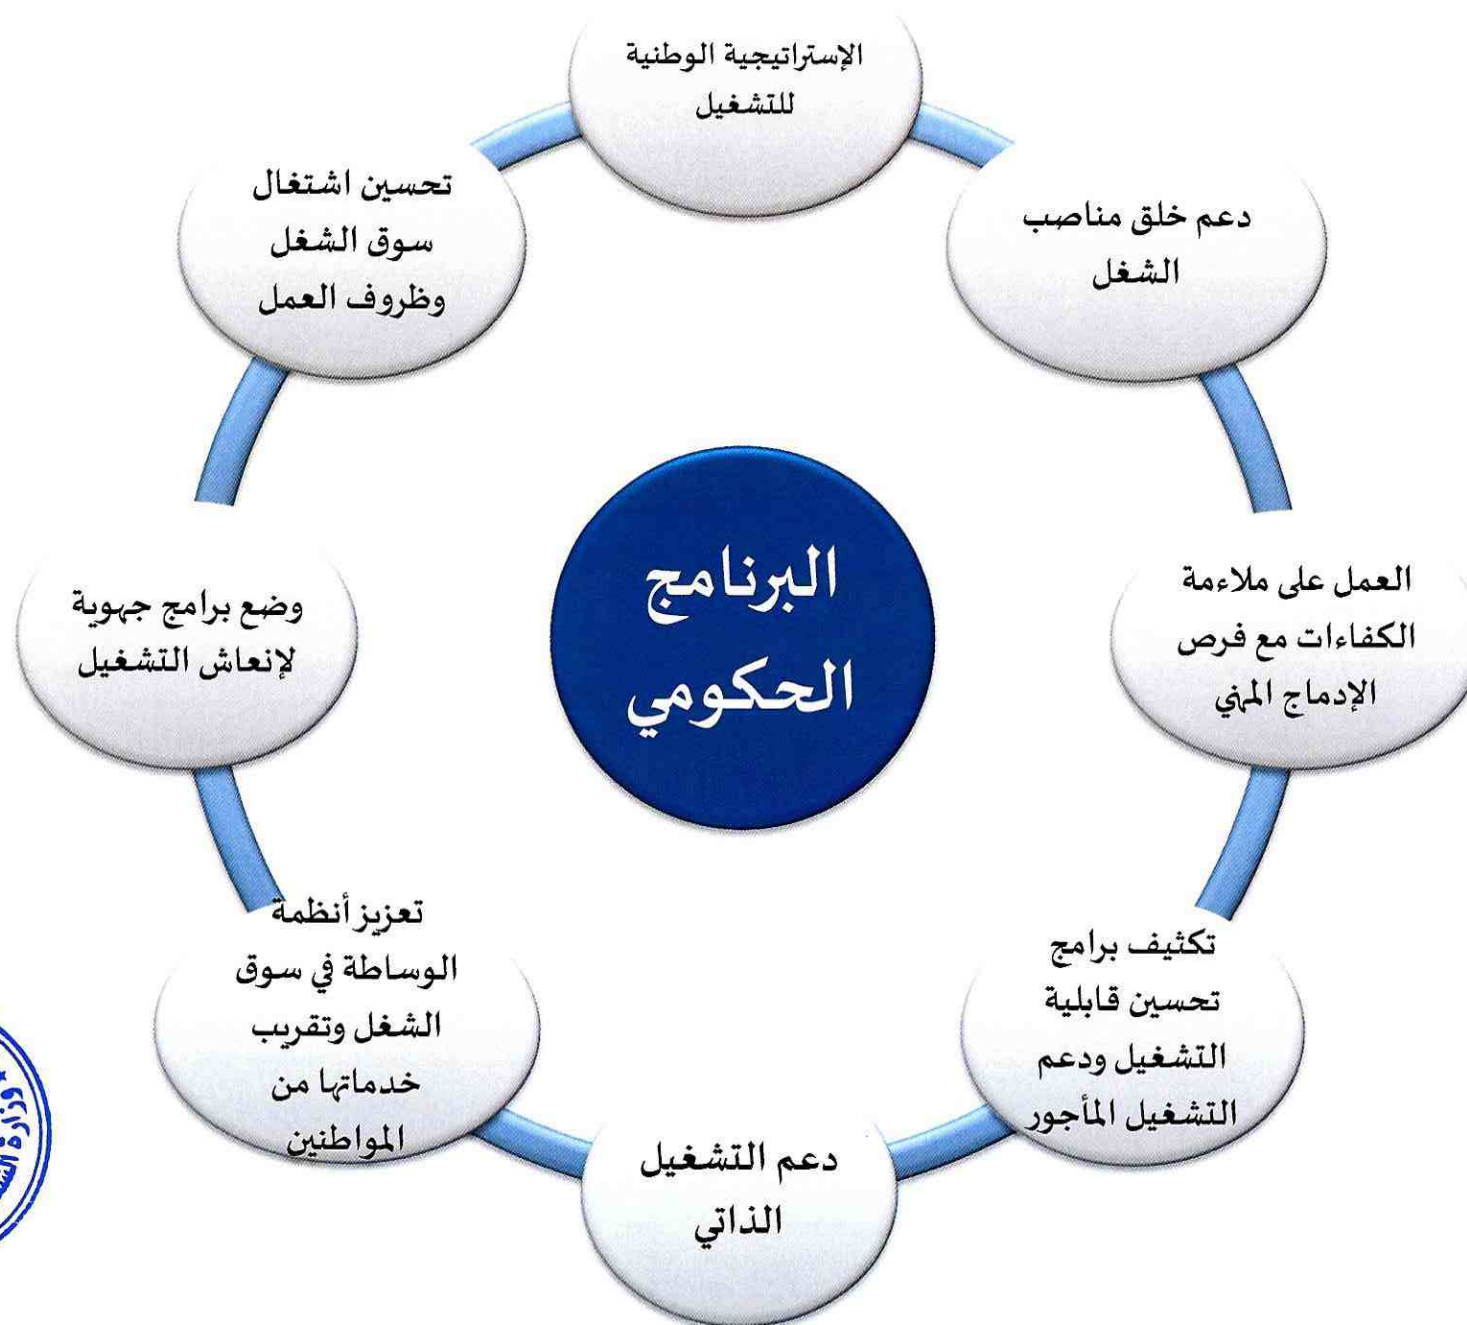 الإستراتيجية الوطنية
للتشغيل
دعم خلق مناصب
الشغل
العمل على ملاءمة
الكفاءات مع فرص
الإدماج المهني
تكثيف برامج
تحسين قابلية
التشغيل ودعم
التشغيل المأجور
دعم التشغيل
الذاتي
تعزيز أنظمة
الوساطة في سوق
الشغل وتقريب
خدماتها من
المواطنين
وضع برامج جهوية
لإنعاش التشغيل
تحسين اشتغال
سوق الشغل
وظروف العمل
البرنامج
الحكومي
وزارة